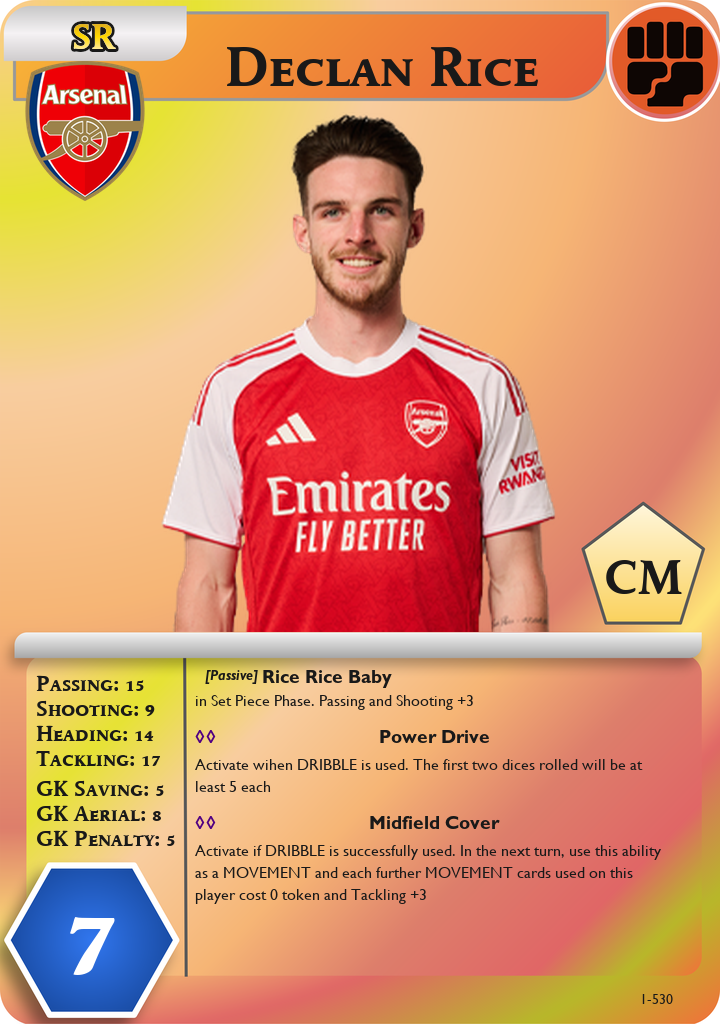 SR
Declan Rice
Arsenal
Arsenal
VISIT
RWANDA
Emirates
FLY BETTER
CM
Passing: 15
Shooting: 9
Heading: 14
Tackling: 17
GK Saving: 5
GK Aerial: 8
GK Penalty: 5
7
[Passive] Rice Rice Baby
in Set Piece Phase. Passing and Shooting +3
◊◊ Power Drive
Activate wihen DRIBBLE is used. The first two dices rolled will be at
least 5 each
◊◊ Midfield Cover
Activate if DRIBBLE is successfully used. In the next turn, use this ability
as a MOVEMENT and each further MOVEMENT cards used on this
player cost 0 token and Tackling +3
1-530